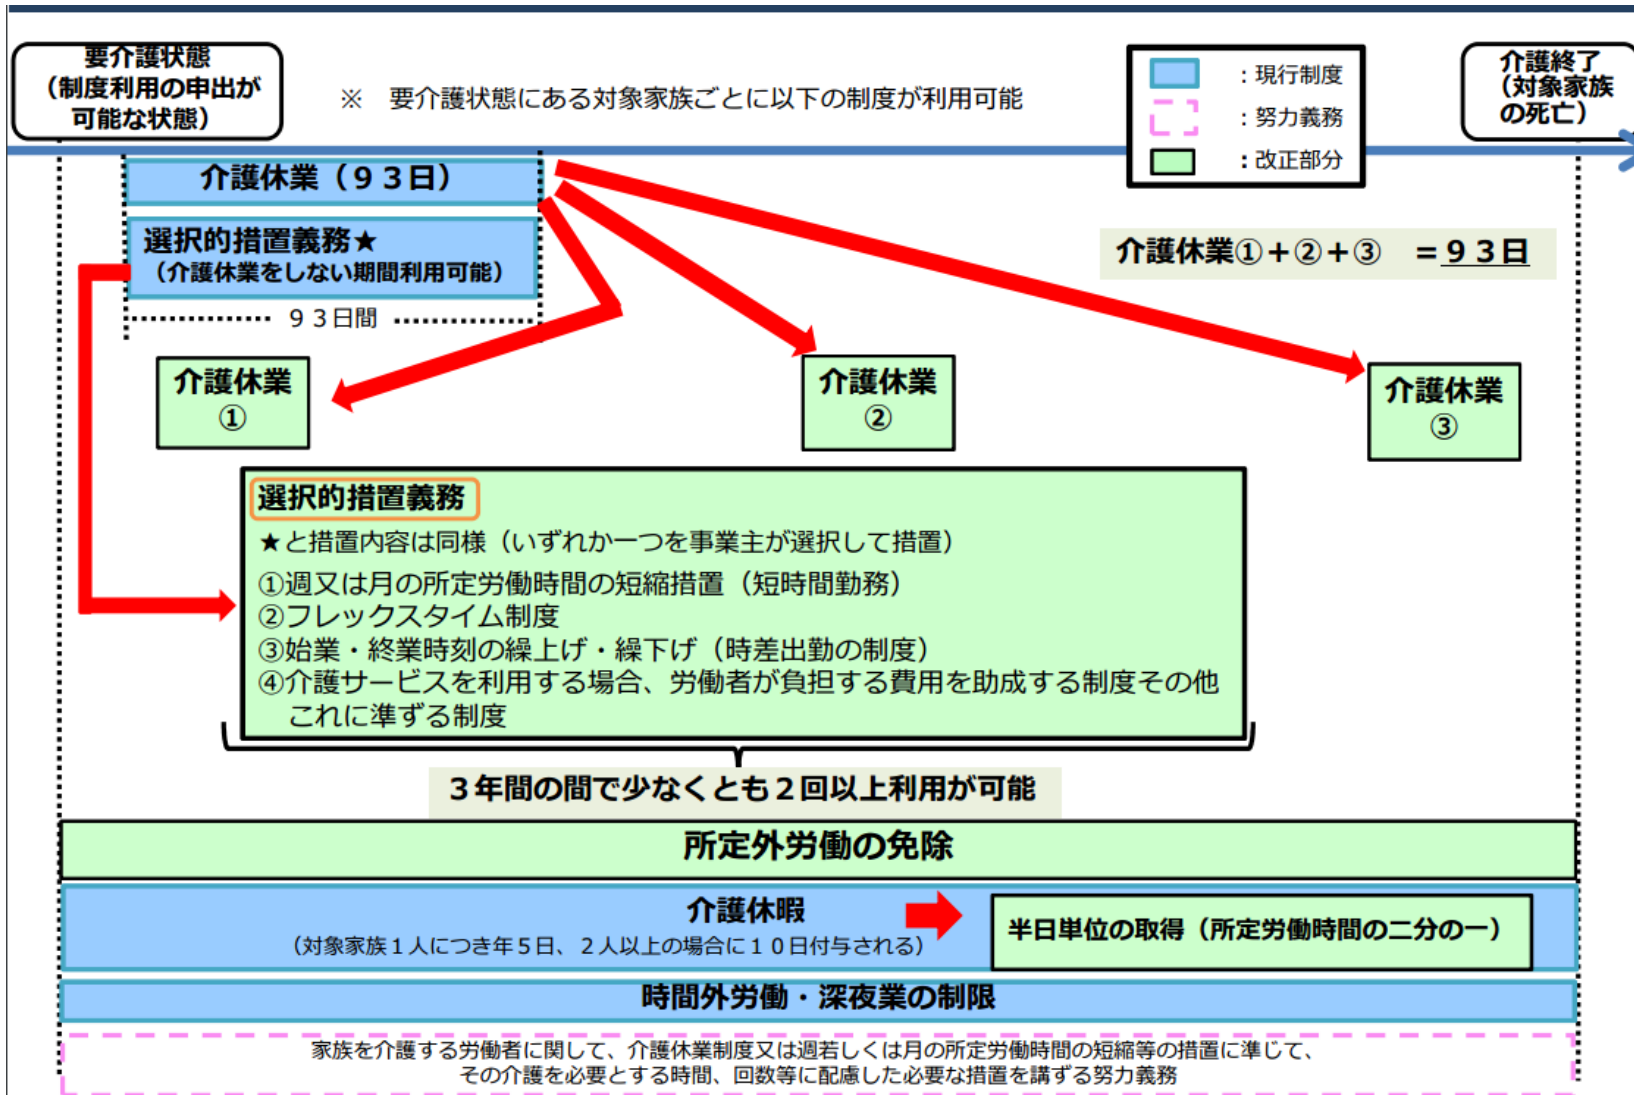 要介護状態
（制度利用の申出が
可能な状態）
※　要介護状態にある対象家族ごとに以下の制度が利用可能
：現行制度
：努力義務
：改正部分
介護終了
（対象家族
の死亡）
介護休業（９３日）
選択的措置義務★
（介護休業をしない期間利用可能）
９３日間
介護休業①＋②＋③　＝９３日
介護休業
①
介護休業
②
介護休業
③
選択的措置義務
★と措置内容は同様（いずれか一つを事業主が選択して措置）
①週又は月の所定労働時間の短縮措置（短時間勤務）
②フレックスタイム制度
③始業・終業時刻の繰上げ・繰下げ（時差出勤の制度）
④介護サービスを利用する場合、労働者が負担する費用を助成する制度その他
これに準ずる制度
３年間の間で少なくとも２回以上利用が可能
所定外労働の免除
介護休暇
（対象家族１人につき年５日、２人以上の場合に１０日付与される）
半日単位の取得（所定労働時間の二分の一）
時間外労働・深夜業の制限
家族を介護する労働者に関して、介護休業制度又は週若しくは月の所定労働時間の短縮等の措置に準じて、
その介護を必要とする時間、回数等に配慮した必要な措置を講ずる努力義務